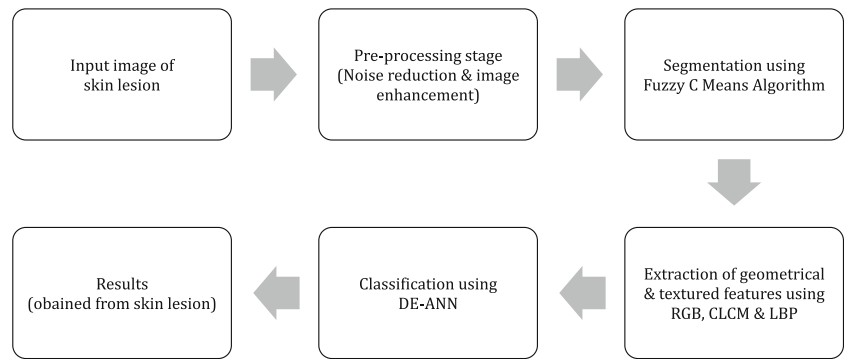 Input image of
skin lesion
Pre-processing stage
(Noise reduction & image
enhancement)
Segmentation using
Fuzzy C Means Algorithm
Extraction of geometrical
& textured features using
RGB, CLCM & LBP
Classification using
DE-ANN
Results
(obained from skin lesion)